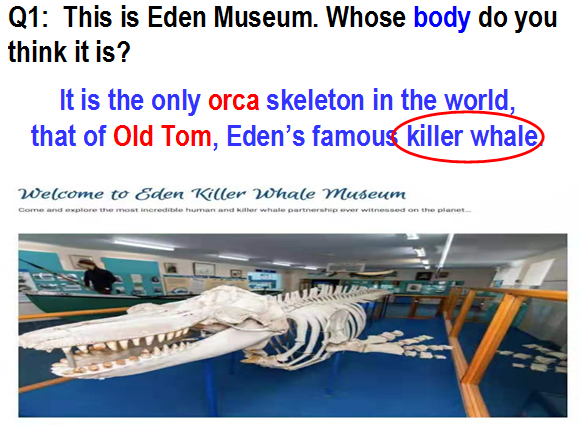 Q1: This is Eden Museum. Whose body do you
think it is?
It is the only orca skeleton in the world,
that of Old Tom, Eden's famous killer whale.
Welcome to Eden Killer Whale Museum
Come and explore the most incredible human and killer whale partnership ever witnessed on the planet...